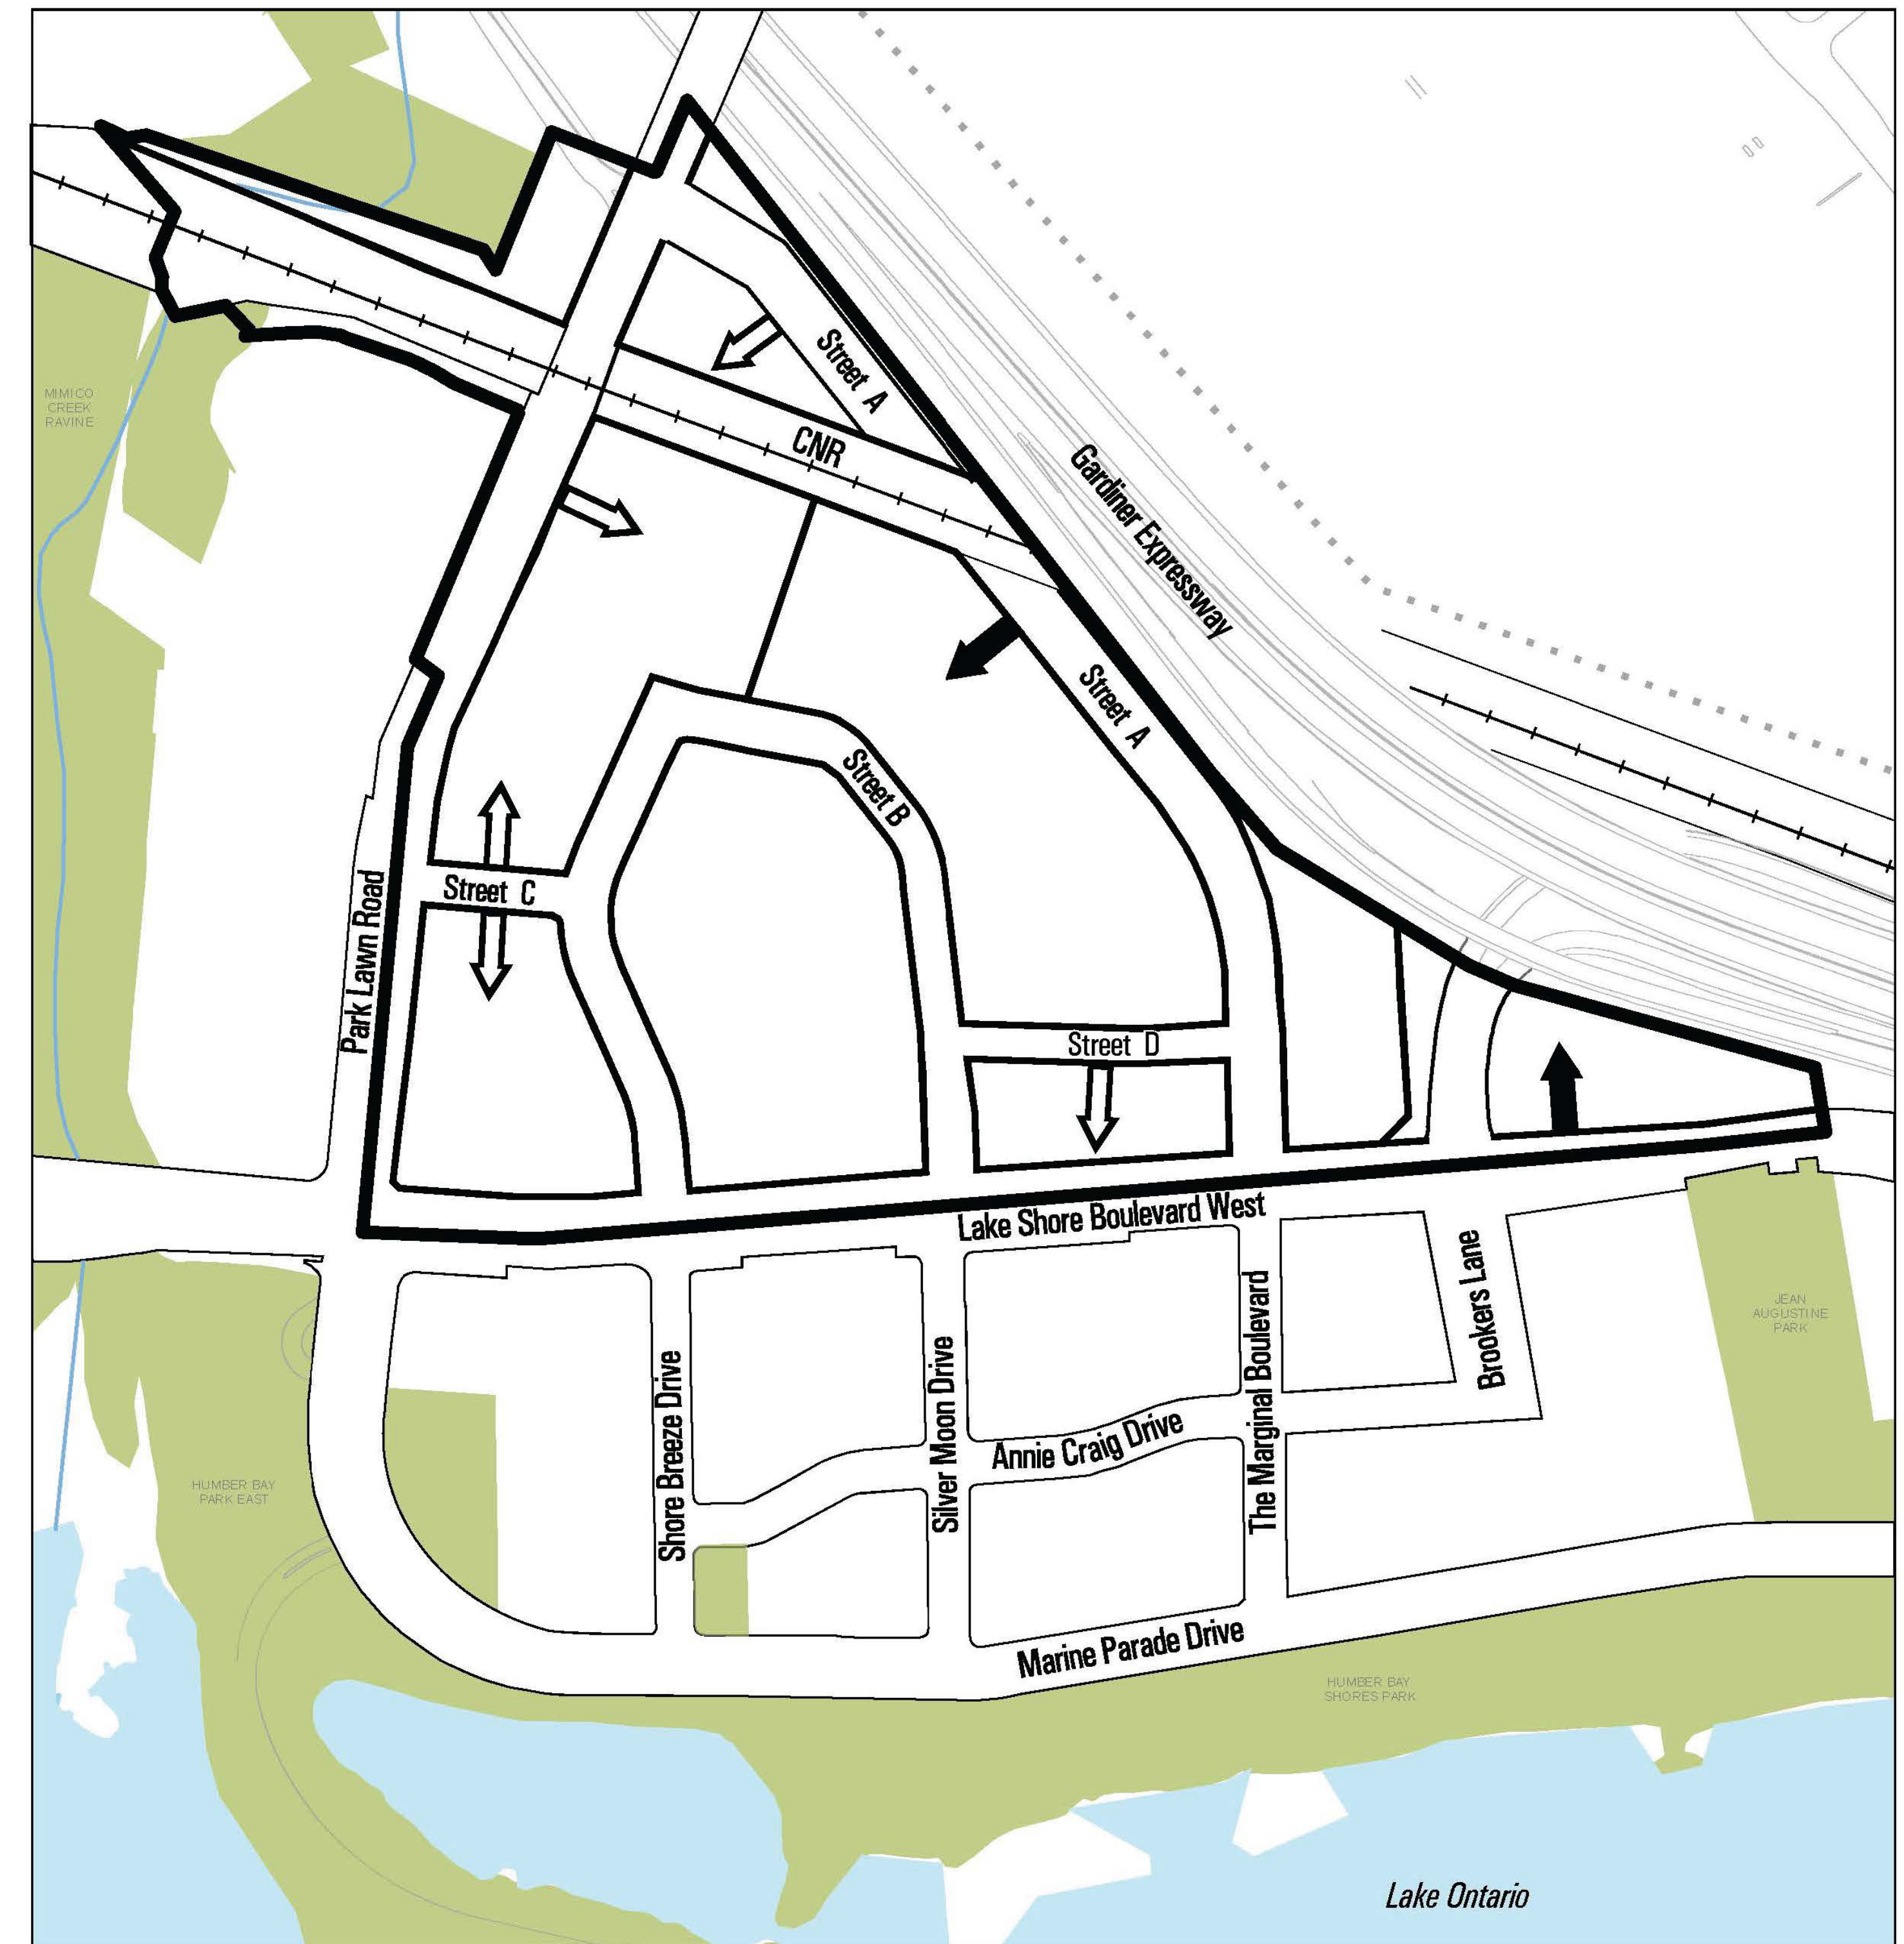 Street A
MIMICO
CREEK
RAVINE
CNR
Gardiner Expressway
Street A
Street B
Street C
Park Lawn Road
Street D
Lake Shore Boulevard West
Brookers Lane
JEAN
AUGUSTINE
PARK
The Marginal Boulevard
Silver Moon Drive
Shore Breeze Drive
Annie Craig Drive
HUMBER BAY
PARK EAST
Marine Parade Drive
HUMBER BAY
SHORES PARK
Lake Ontario